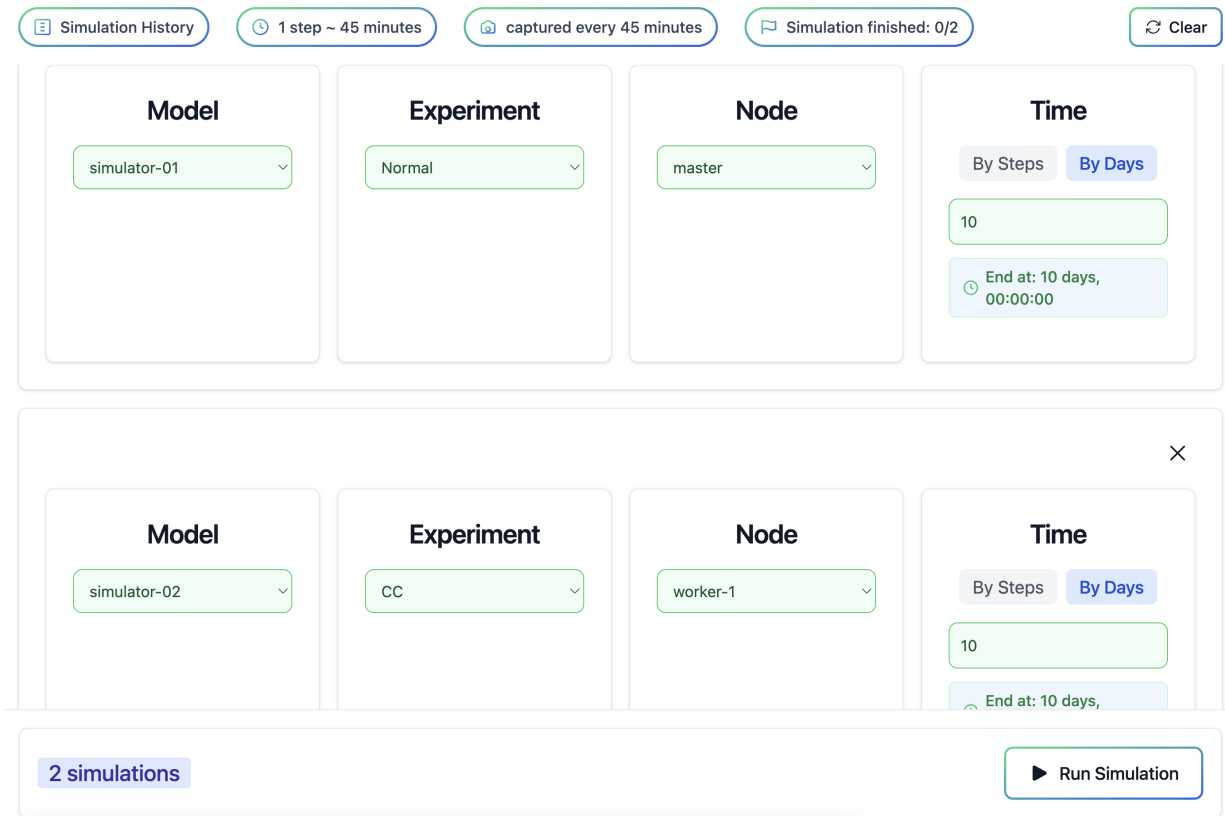 Simulation History
1 step ~ 45 minutes
captured every 45 minutes
Simulation finished: 0/2
Clear
Model
Experiment
Node
Time
simulator-01
Normal
master
By Steps
By Days
10
End at: 10 days,
00:00:00
Model
Experiment
Node
Time
simulator-02
CC
worker-1
By Steps
By Days
10
End at: 10 days,
2 simulations
Run Simulation